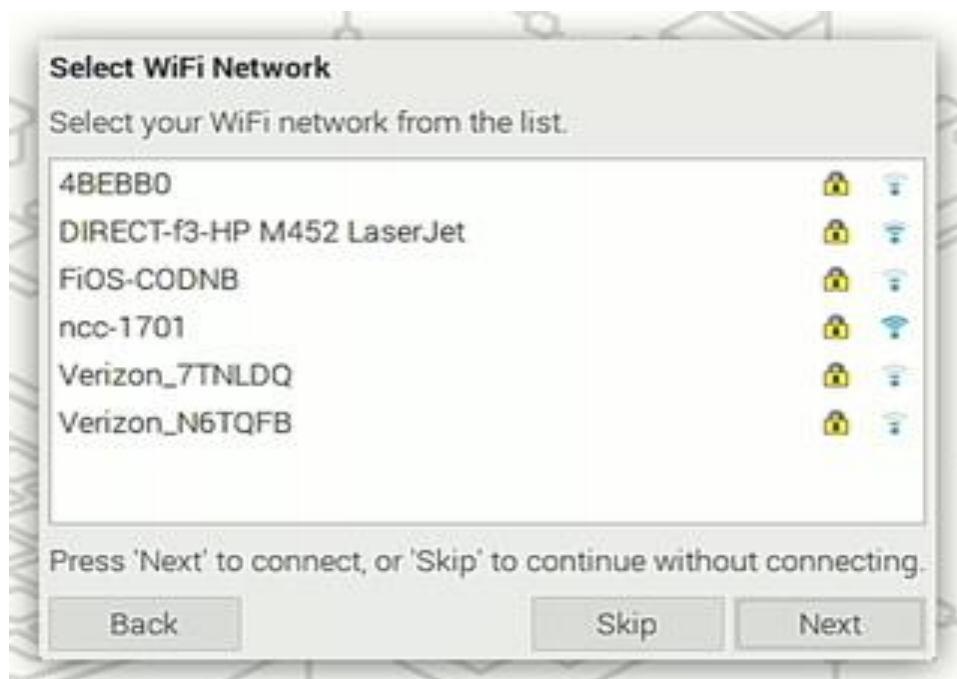 Select WiFi Network
Select your WiFi network from the list.
4BEBB0
DIRECT-f3-HP M452 LaserJet
FiOS-CODNB
ncc-1701
Verizon_7TNLDQ
Verizon_N6TQFB
Press 'Next' to connect, or 'Skip' to continue without connecting.
Back Skip Next